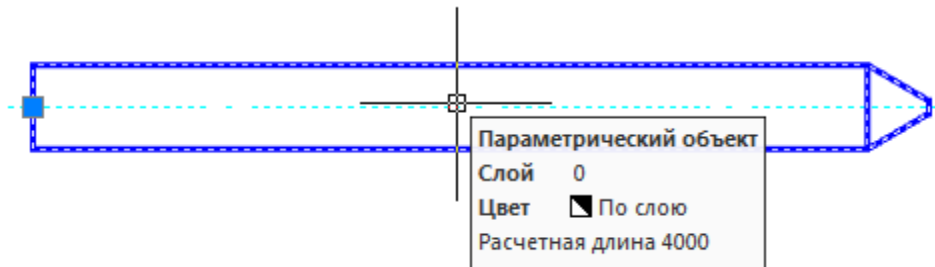 Параметрический объект
Слой 0
Цвет По слою
Расчетная длина 4000